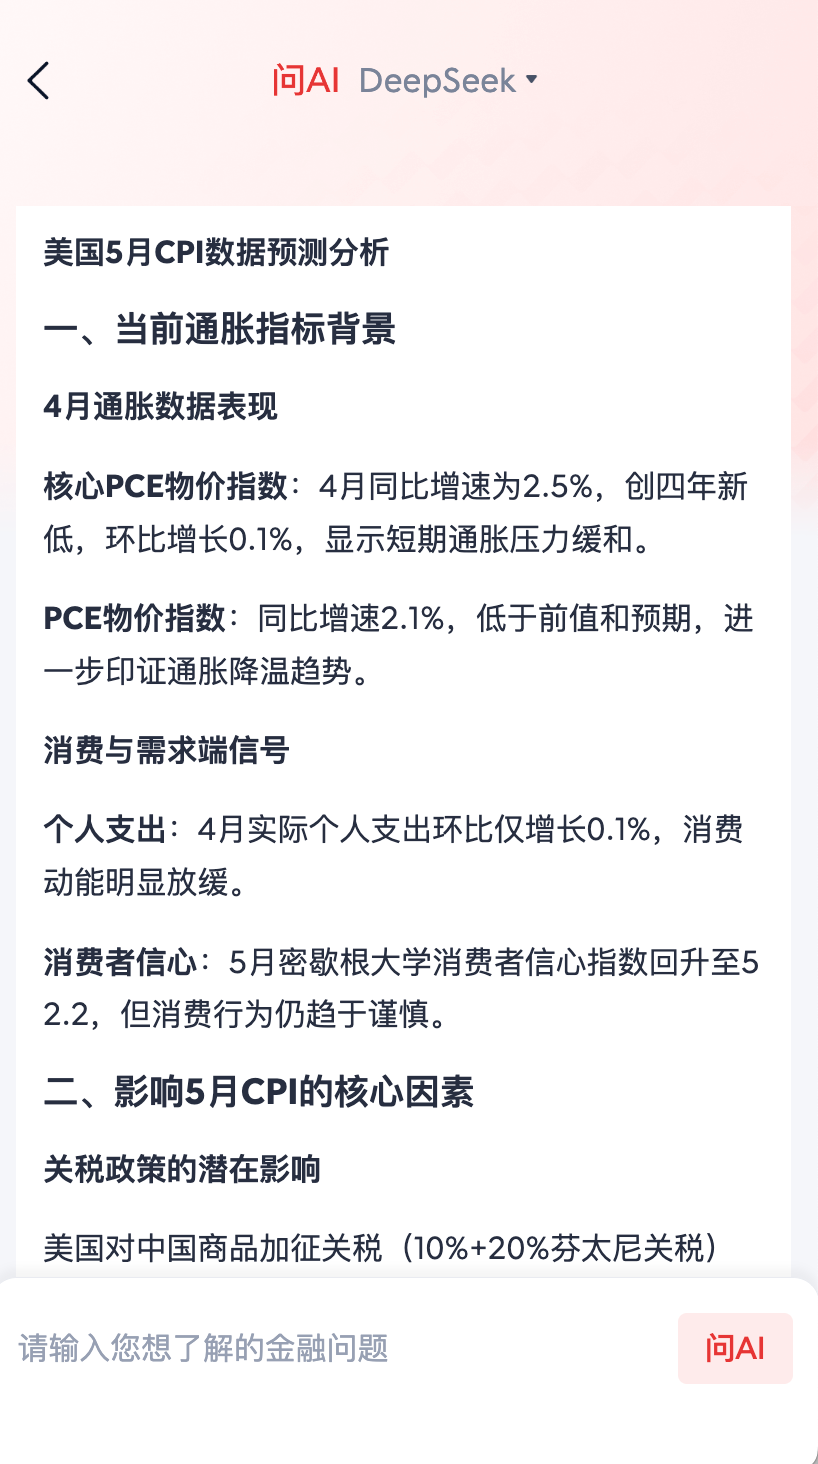 问AI DeepSeek
美国5月CPI数据预测分析
一、当前通胀指标背景
4月通胀数据表现
核心PCE物价指数：4月同比增速为2.5%，创四年新
低，环比增长0.1%，显示短期通胀压力缓和。
PCE物价指数：同比增速2.1%，低于前值和预期，进
一步印证通胀降温趋势。
消费与需求端信号
个人支出：4月实际个人支出环比仅增长0.1%，消费
动能明显放缓。
消费者信心：5月密歇根大学消费者信心指数回升至5
2.2，但消费行为仍趋于谨慎。
二、影响5月CPI的核心因素
关税政策的潜在影响
美国对中国商品加征关税（10%+20%芬太尼关税）
请输入您想了解的金融问题
问AI